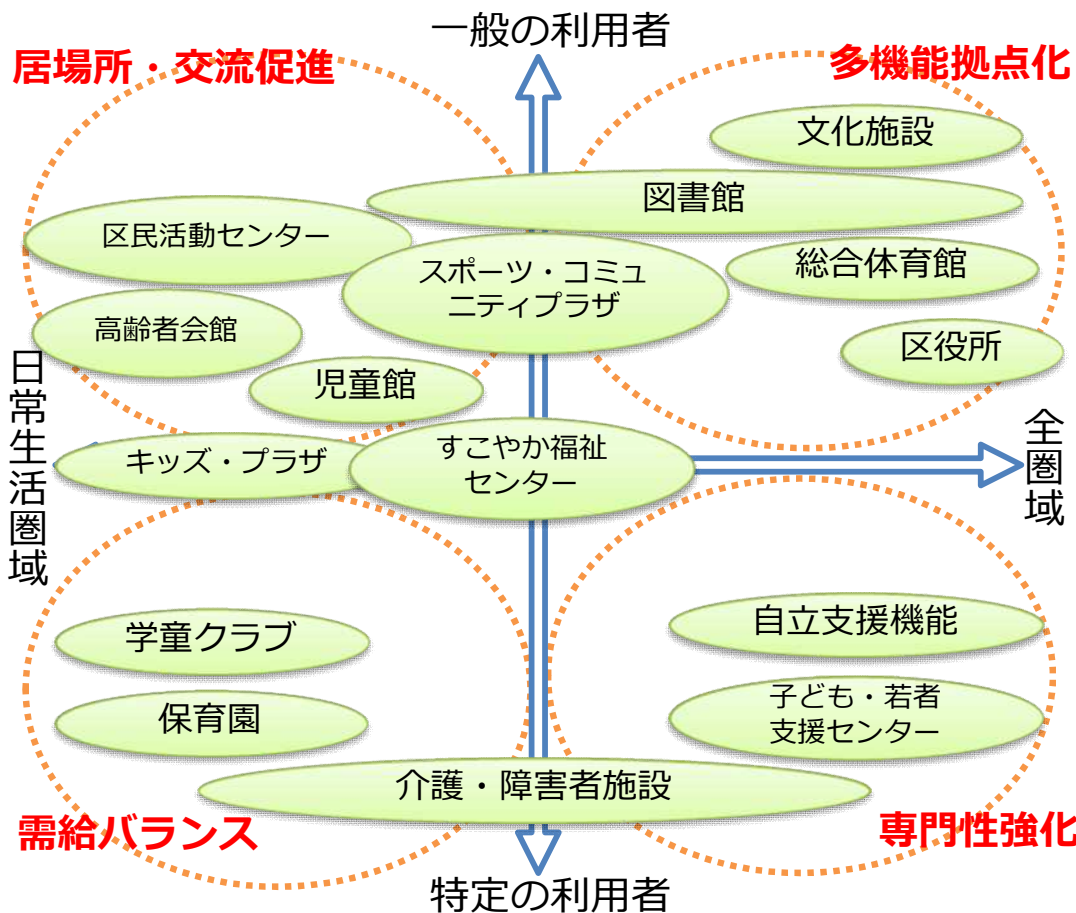 一般の利用者
居場所・交流促進
多機能拠点化
文化施設
図書館
区民活動センター
スポーツ・コミュ
ニティプラザ
総合体育館
高齢者会館
区役所
児童館
日常生活圏域
全圏域
キッズ・プラザ
すこやか福祉
センター
学童クラブ
自立支援機能
保育園
子ども・若者
支援センター
介護・障害者施設
需給バランス
専門性強化
特定の利用者